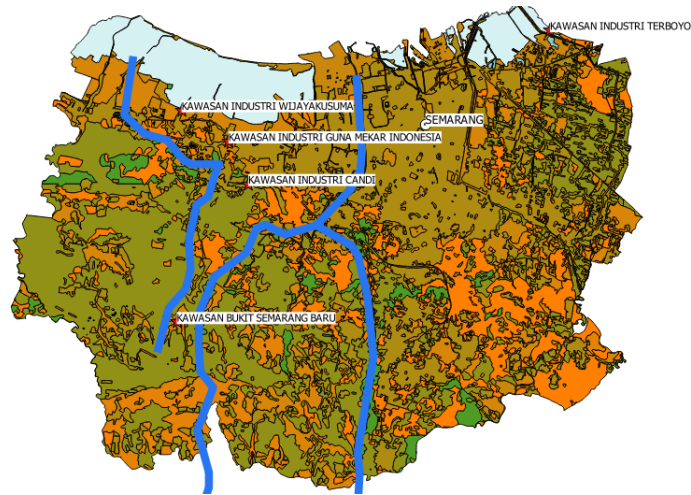 KAWASAN INDUSTRI TERBOYO
KAWASAN INDUSTRI WIJAYAKUSUMA
SEMARANG
KAWASAN INDUSTRI GUNA MEKAR INDONESIA
KAWASAN INDUSTRI CANDI
KAWASAN BUKIT SEMARANG BARU